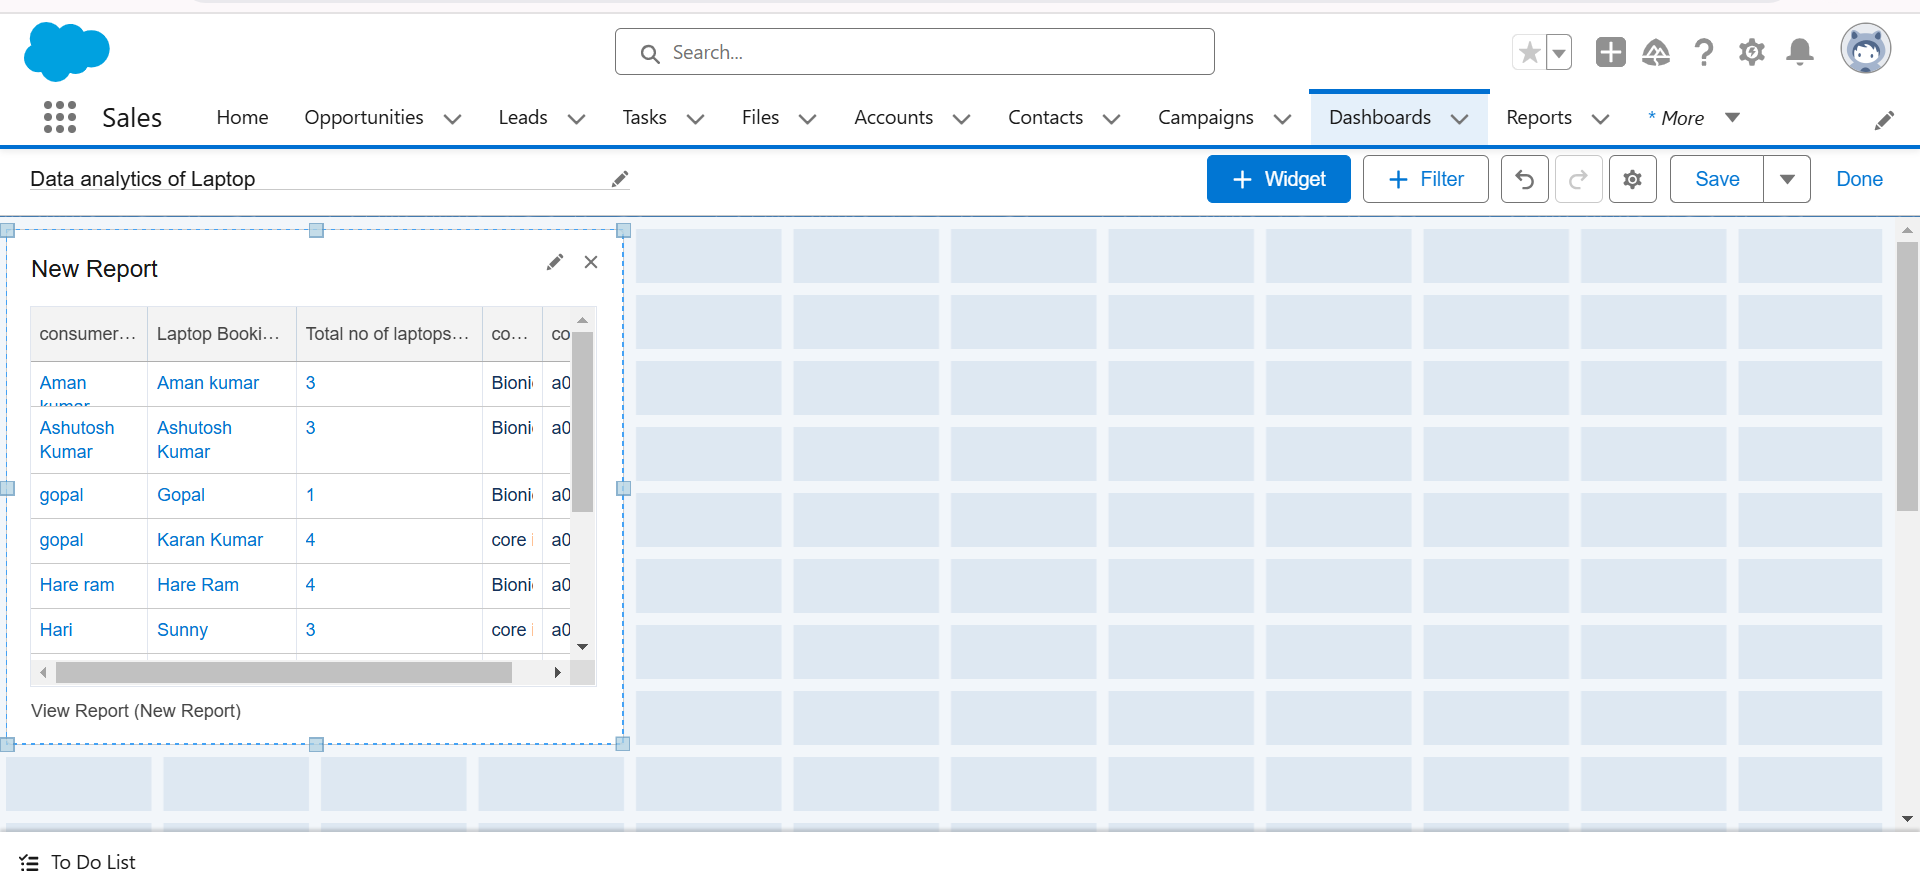 Search...
Sales Home Opportunities Leads Tasks Files Accounts Contacts Campaigns Dashboards Reports * More
Data analytics of Laptop
+ Widget + Filter Save Done
New Report
consumer... Laptop Booki... Total no of laptops... co... co
Aman kumar Aman kumar 3 Bioni a0
Ashutosh Kumar Ashutosh Kumar 3 Bioni a0
gopal Gopal 1 Bioni a0
gopal Karan Kumar 4 core a0
Hare ram Hare Ram 4 Bioni a0
Hari Sunny 3 core a0
View Report (New Report)
To Do List